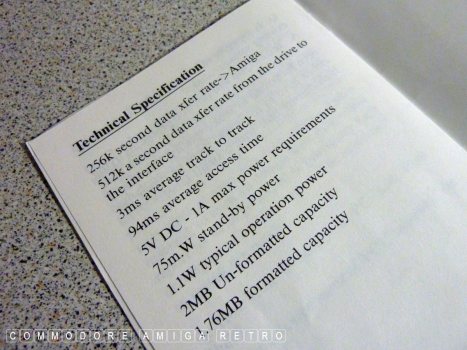 Technical Specification
256k second data xfer rate->Amiga
512k a second data xfer rate from the drive to
the interface
3ms average track to track
94ms average access time
5V DC - 1A max power requirements
75m.W stand-by power
1.1W typical operation power
2MB Un-formatted capacity
1.76MB formatted capacity
COMMODORE AMIGA RETRO